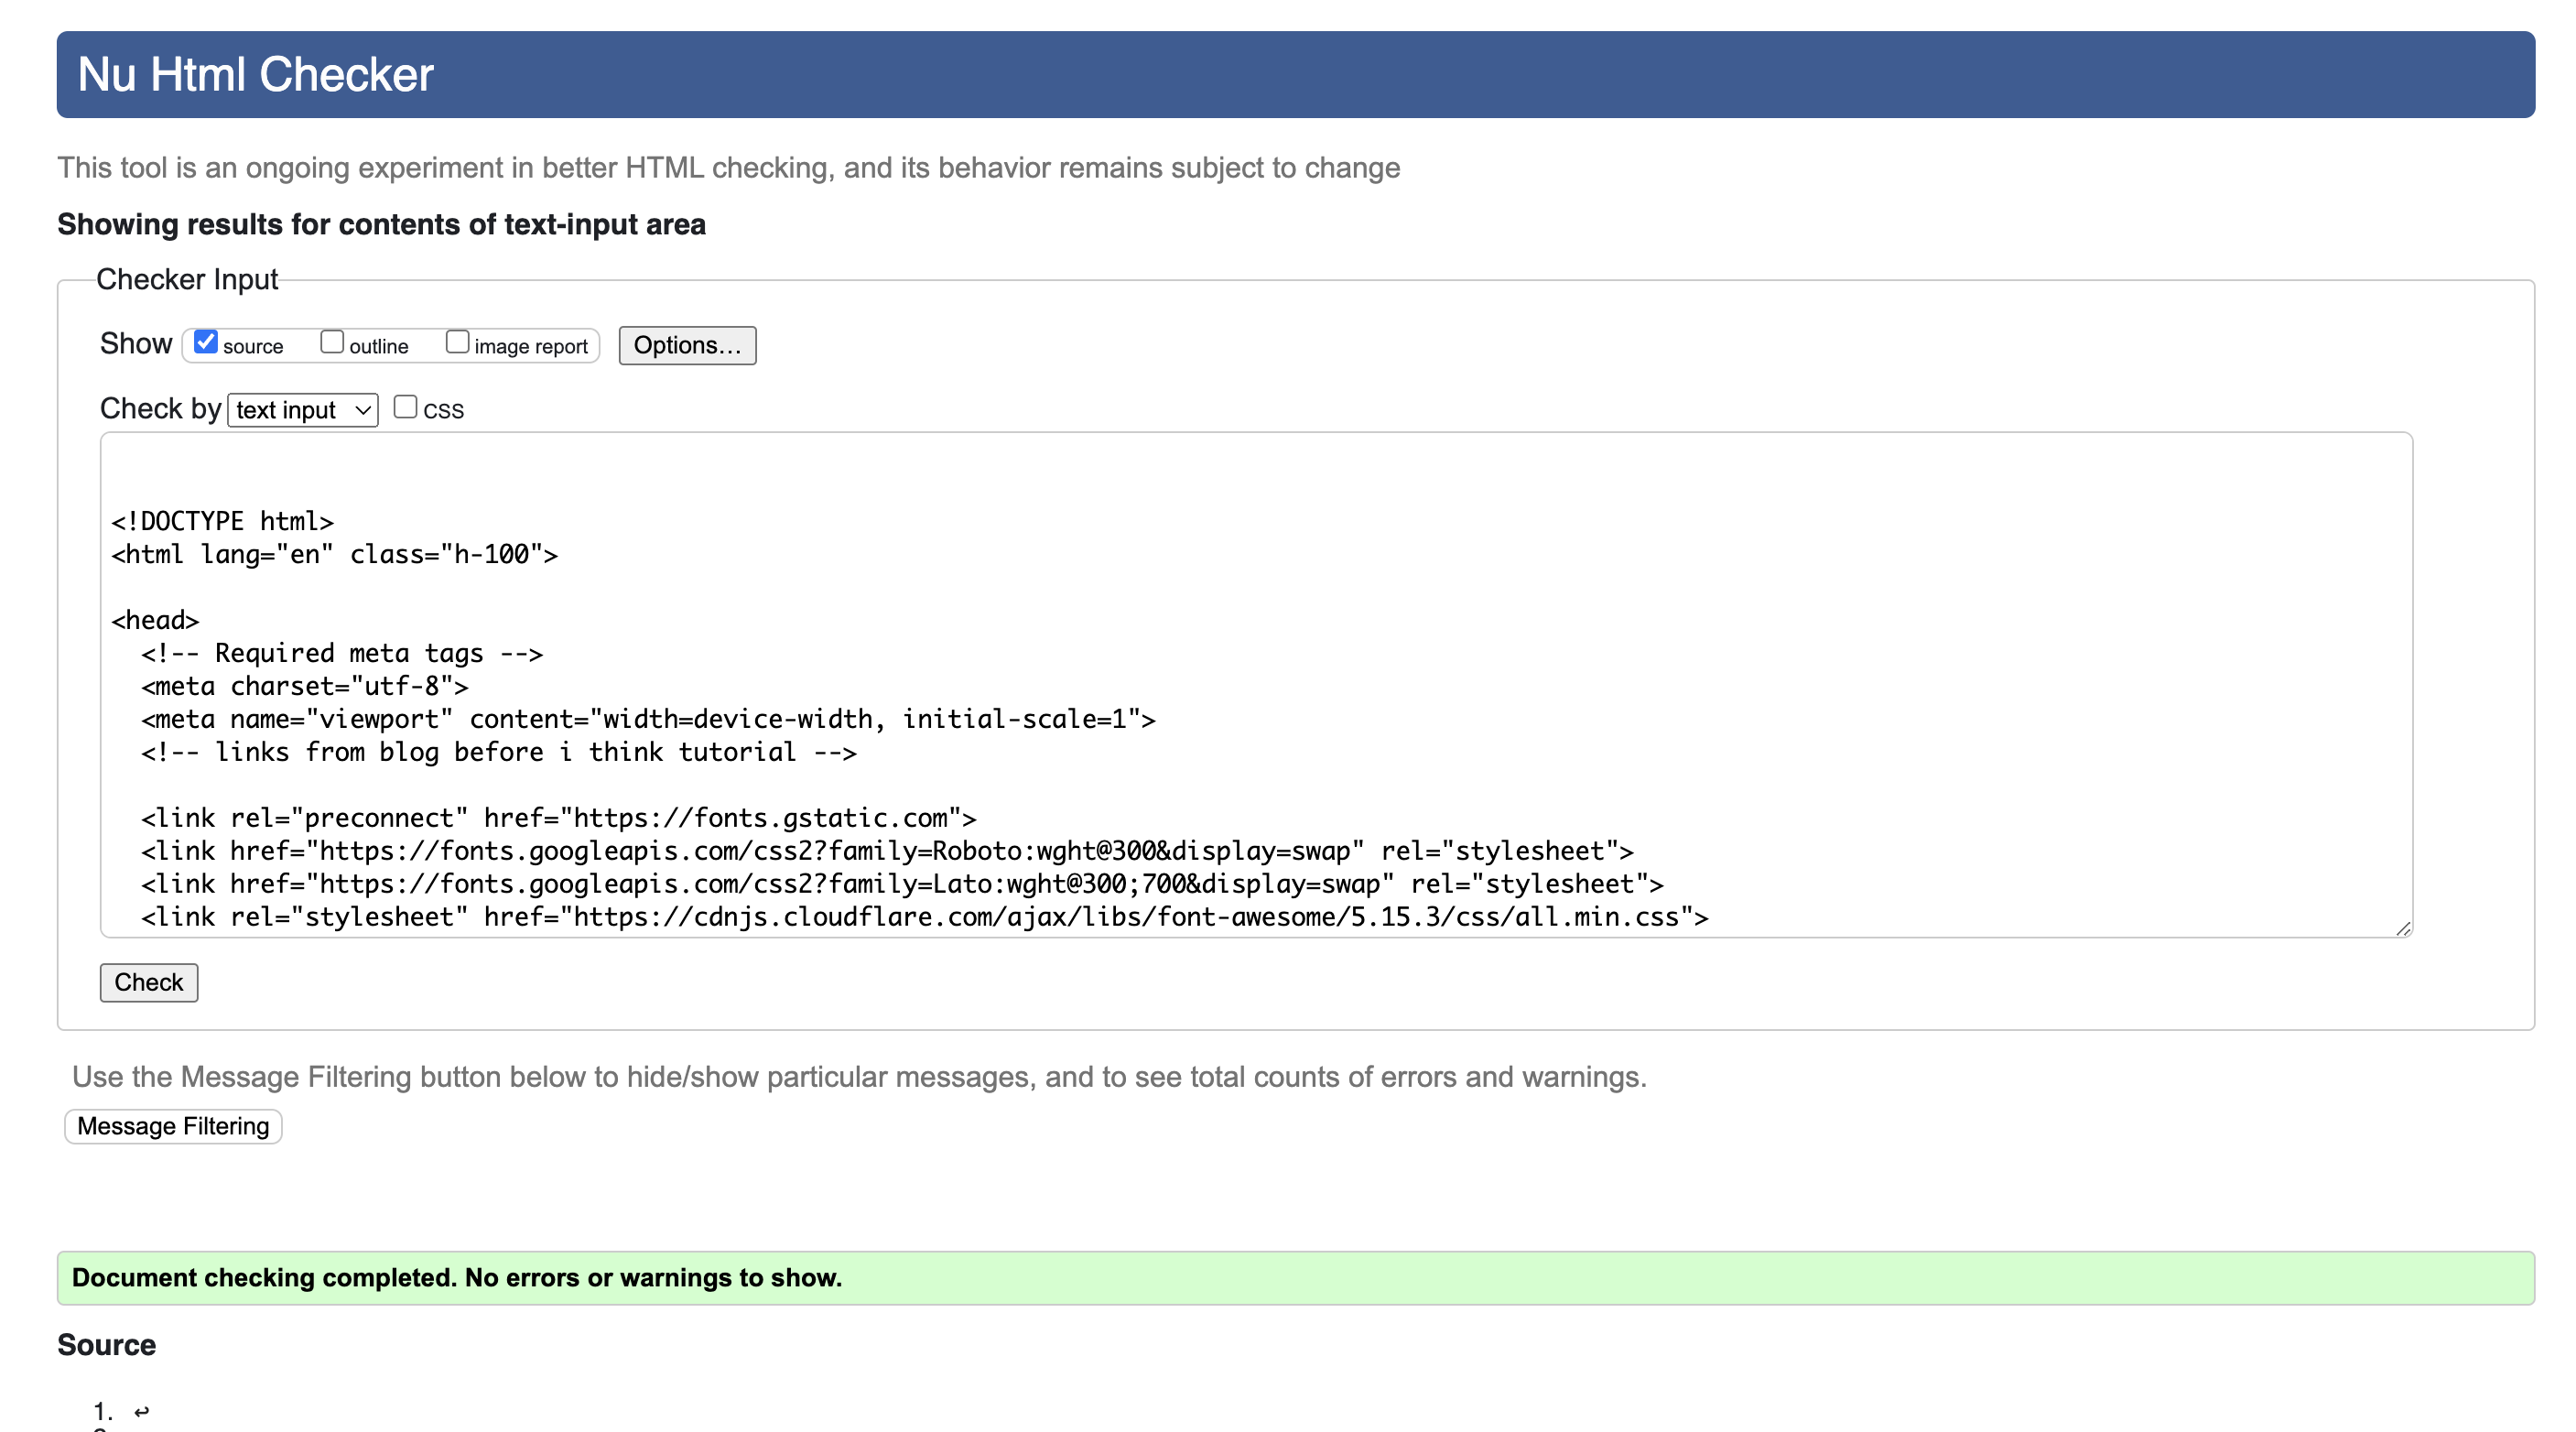 Nu Html Checker
This tool is an ongoing experiment in better HTML checking, and its behavior remains subject to change
Showing results for contents of text-input area
Checker Input
Show source outline image report Options...
Check by text input CSS
<!DOCTYPE html>
<html lang="en" class="h-100">
<head>
<!-- Required meta tags -->
<meta charset="utf-8">
<meta name="viewport" content="width=device-width, initial-scale=1">
<!-- links from blog before i think tutorial -->
<link rel="preconnect" href="https://fonts.gstatic.com">
<link href="https://fonts.googleapis.com/css2?family=Roboto:wght@300&display=swap" rel="stylesheet">
<link href="https://fonts.googleapis.com/css2?family=Lato:wght@300;700&display=swap" rel="stylesheet">
<link rel="stylesheet" href="https://cdnjs.cloudflare.com/ajax/libs/font-awesome/5.15.3/css/all.min.css">
Check
Use the Message Filtering button below to hide/show particular messages, and to see total counts of errors and warnings.
Message Filtering
Document checking completed. No errors or warnings to show.
Source
1. ↩